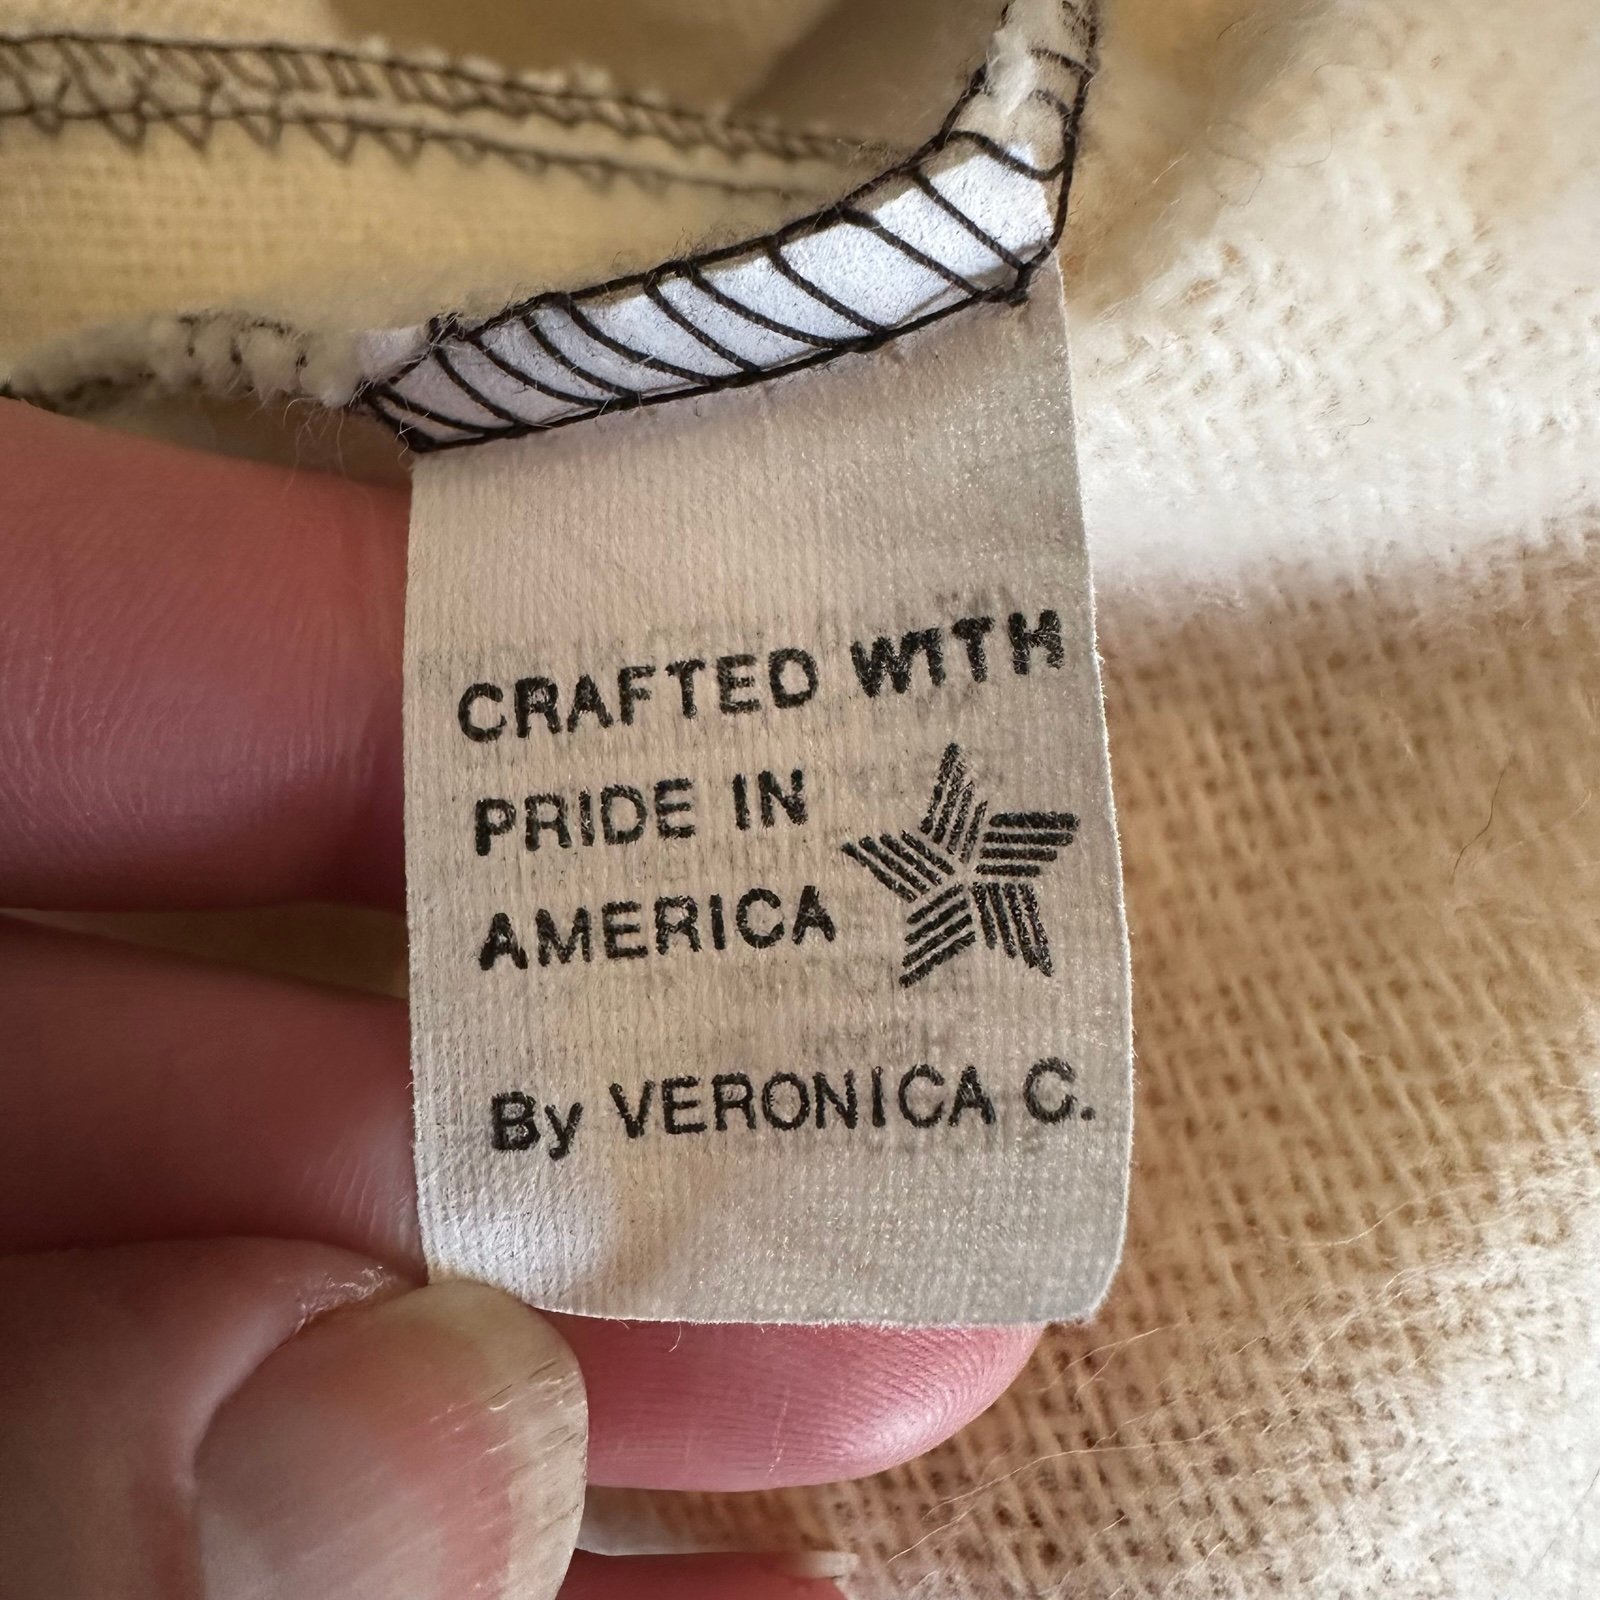 CRAFTED WITH
PRIDE IN
AMERICA
By VERONICA C.